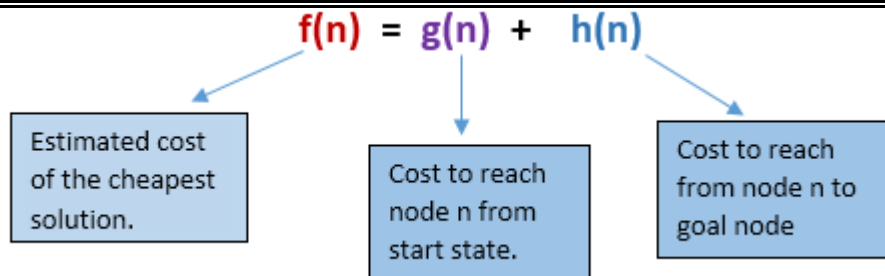 f(n) = g(n) + h(n)
Estimated cost
of the cheapest
solution.
Cost to reach
node n from
start state.
Cost to reach
from node n to
goal node